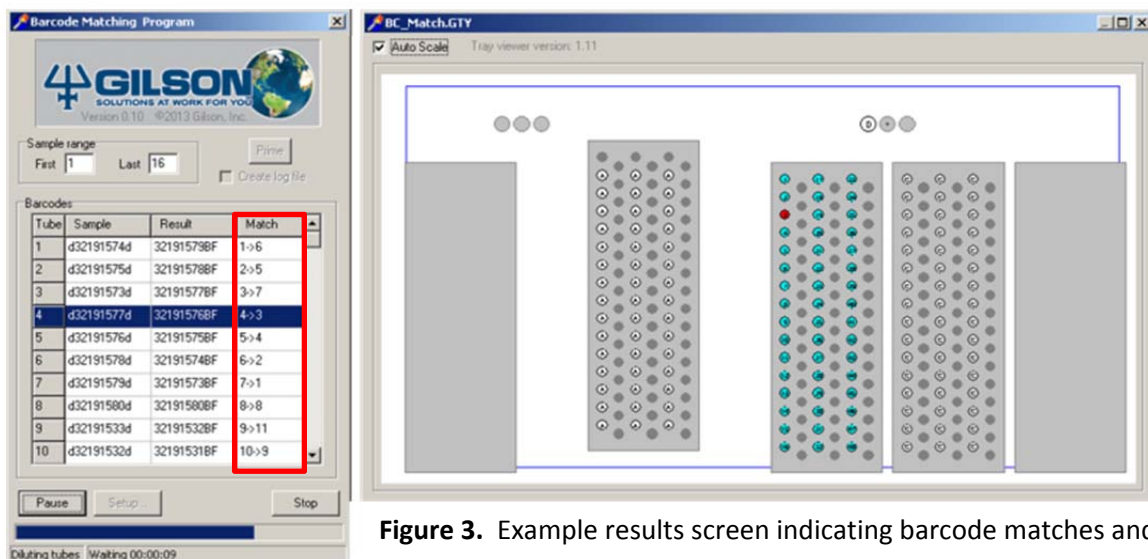 Barcode Matching Program
GILSON
SOLUTIONS AT WORK FOR YOU
Version 0.10 ©2013 Gilson, Inc.
Sample range
First 1 Last 16
Prime
Create log file
Barcodes
Tube Sample Result Match
1 d32191574d 32191579BF 1->6
2 d32191575d 32191578BF 2->5
3 d32191573d 32191577BF 3->7
4 d32191577d 32191576BF 4->3
5 d32191576d 32191575BF 5->4
6 d32191578d 32191574BF 6->2
7 d32191579d 32191573BF 7->1
8 d32191580d 32191580BF 8->8
9 d32191533d 32191532BF 9->11
10 d32191532d 32191531BF 10->9
Pause Setup... Stop
Diluting tubes Waiting 00:00:09
BC_Match.GTY
Auto Scale Tray viewer version: 1.11
D
Figure 3. Example results screen indicating barcode matches and